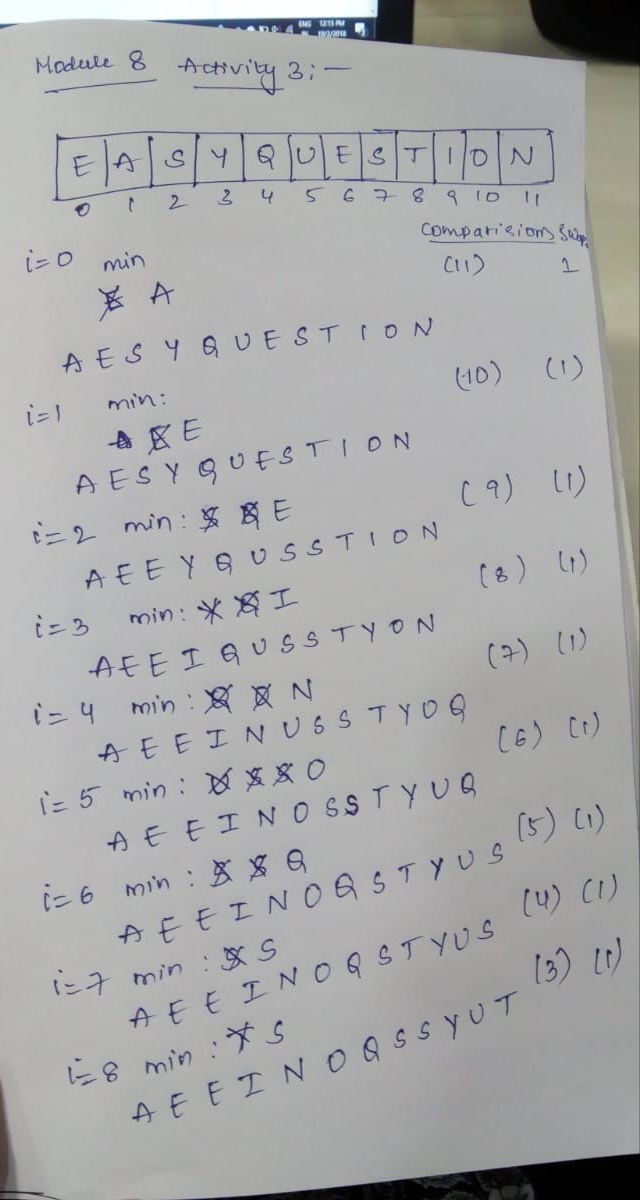 ENG 12:15 PM
10/2/2018
Module 8 Activity 3:-
E A S Y Q U E S T I O N
0 1 2 3 4 5 6 7 8 9 10 11
Comparisions Swaps
i=0 min (11) 1
E A
A E S Y Q U E S T I O N
i=1 min: (10) (1)
A E E
A E S Y Q U E S T I O N
i=2 min: S Q E (9) (1)
A E E Y Q U S S T I O N
i=3 min: Y Q I (8) (1)
A E E I Q U S S T Y O N
i=4 min: Q O N (7) (1)
A E E I N U S S T Y O Q
i=5 min: U S S O (6) (1)
A E E I N O S S T Y U Q
i=6 min: S S Q (5) (1)
A E E I N O Q S T Y U S
i=7 min: S S (4) (1)
A E E I N O Q S T Y U S
i=8 min: T S (3) (1)
A E E I N O Q S S Y U T